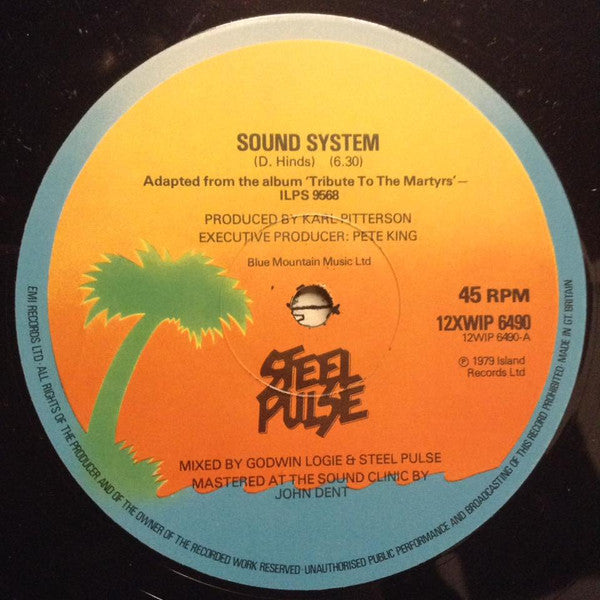 SOUND SYSTEM
(D. Hinds) (6.30)
Adapted from the album 'Tribute To The Martyrs'–
ILPS 9568
PRODUCED BY KARL PITTERSON
EXECUTIVE PRODUCER: PETE KING
Blue Mountain Music Ltd
45 RPM
12XWIP 6490
12WIP 6490-A
℗ 1979 Island
Records Ltd
STEEL
PULSE
MIXED BY GODWIN LOGIE & STEEL PULSE
MASTERED AT THE SOUND CLINIC BY
JOHN DENT
EMI RECORDS LTD·ALL RIGHTS OF THE PRODUCER AND OF THE OWNER OF THE RECORDED WORK RESERVED·UNAUTHORISED PUBLIC PERFORMANCE AND BROADCASTING OF THIS RECORD PROHIBITED·MADE IN GT. BRITAIN